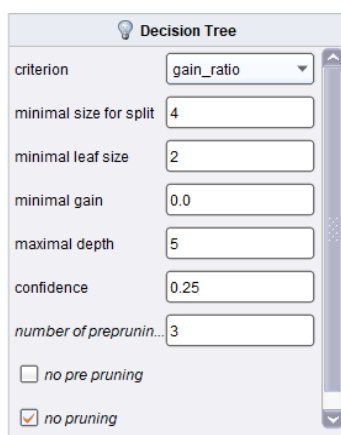 Decision Tree
criterion gain_ratio
minimal size for split 4
minimal leaf size 2
minimal gain 0.0
maximal depth 5
confidence 0.25
number of preprunin... 3
no pre pruning
no pruning